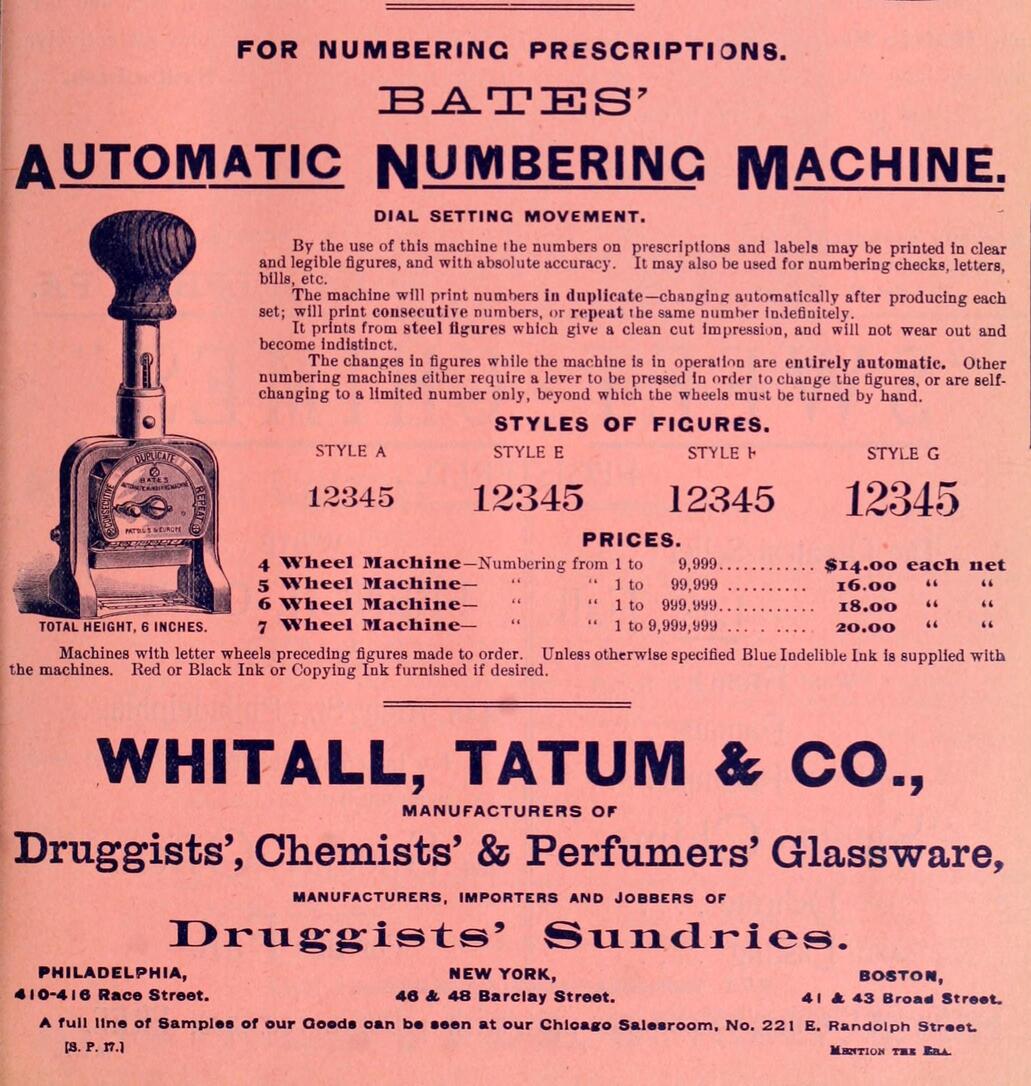 FOR NUMBERING PRESCRIPTIONS.
BATES'
AUTOMATIC NUMBERING MACHINE.
DIAL SETTING MOVEMENT.
By the use of this machine the numbers on prescriptions and labels may be printed in clear
and legible figures, and with absolute accuracy. It may also be used for numbering checks, letters,
bills, etc.
The machine will print numbers in duplicate—changing automatically after producing each
set; will print consecutive numbers, or repeat the same number indefinitely.
It prints from steel figures which give a clean cut impression, and will not wear out and
become indistinct.
The changes in figures while the machine is in operation are entirely automatic. Other
numbering machines either require a lever to be pressed in order to change the figures, or are self-
changing to a limited number only, beyond which the wheels must be turned by hand.
DUPLICATE
CONSECUTIVE
REPEAT
BATES
AUTOMATIC NUMBERING MACHINE
PAT'D U.S & EUROPE
TOTAL HEIGHT, 6 INCHES.
STYLES OF FIGURES.
STYLE A STYLE E STYLE STYLE G
12345 12345 12345 12345
PRICES.
4 Wheel Machine—Numbering from 1 to 9,999............ $14.00 each net
5 Wheel Machine— “ “ 1 to 99,999 .......... 16.00 “ “
6 Wheel Machine— “ “ 1 to 999,999 .......... 18.00 “ “
7 Wheel Machine— “ “ 1 to 9,999,999 ... . ..... 20.00 “ “
Machines with letter wheels preceding figures made to order. Unless otherwise specified Blue Indelible Ink is supplied with
the machines. Red or Black Ink or Copying Ink furnished if desired.
WHITALL, TATUM & CO.,
MANUFACTURERS OF
Druggists', Chemists' & Perfumers' Glassware,
MANUFACTURERS, IMPORTERS AND JOBBERS OF
Druggists' Sundries.
PHILADELPHIA, NEW YORK, BOSTON,
410-416 Race Street. 46 & 48 Barclay Street. 41 & 43 Broad Street.
A full line of Samples of our Goods can be seen at our Chicago Salesroom, No. 221 E. Randolph Street.
[S. P. 17.] MENTION THE ERA.